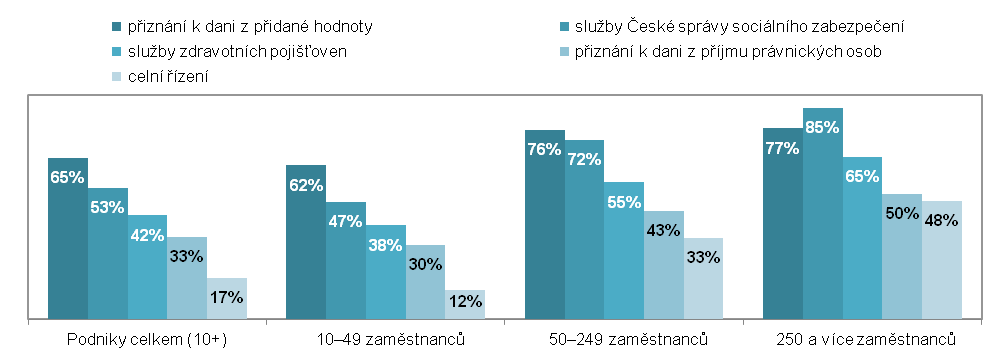 přiznání k dani z přidané hodnoty
služby České správy sociálního zabezpečení
služby zdravotních pojišťoven
přiznání k dani z příjmu právnických osob
celní řízení
65%
53%
42%
33%
17%
62%
47%
38%
30%
12%
76%
72%
55%
43%
33%
77%
85%
65%
50%
48%
Podniky celkem (10+)
10–49 zaměstnanců
50–249 zaměstnanců
250 a více zaměstnanců